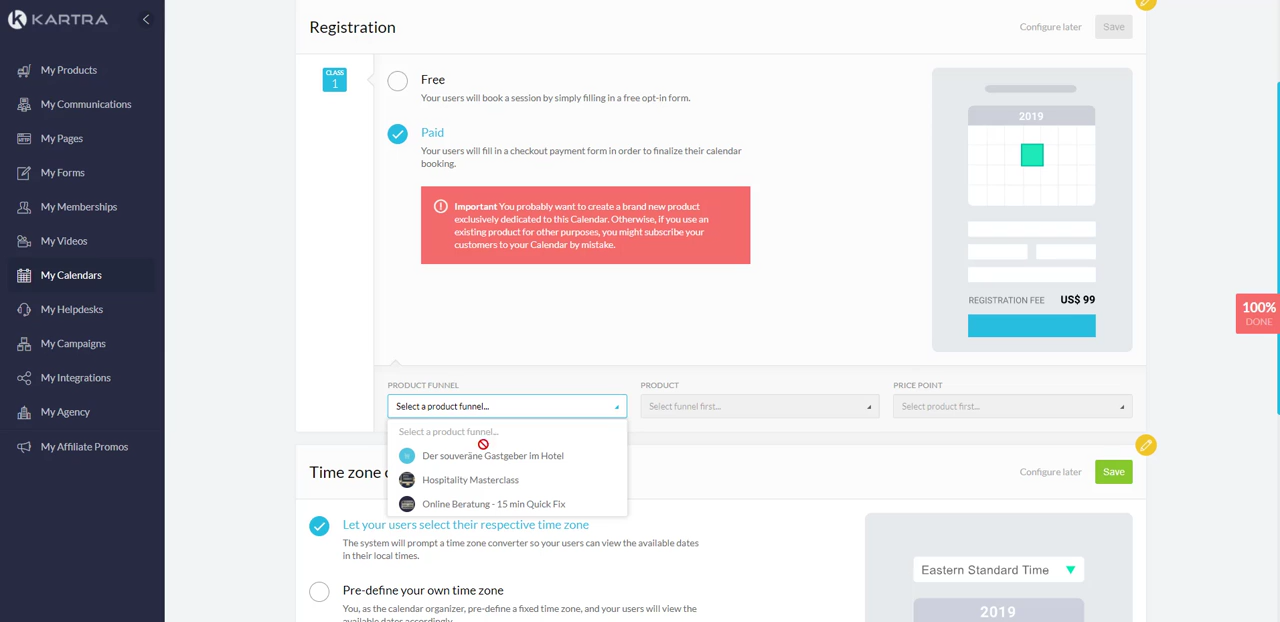 KARTRA
My Products
My Communications
My Pages
My Forms
My Memberships
My Videos
My Calendars
My Helpdesks
My Campaigns
My Integrations
My Agency
My Affiliate Promos
Registration
Configure later
Save
CLASS
1
Free
Your users will book a session by simply filling in a free opt-in form.
Paid
Your users will fill in a checkout payment form in order to finalize their calendar
booking.
Important You probably want to create a brand new product
exclusively dedicated to this Calendar. Otherwise, if you use an
existing product for other purposes, you might subscribe your
customers to your Calendar by mistake.
2019
REGISTRATION FEE US$ 99
100%
DONE
PRODUCT FUNNEL
Select a product funnel...
PRODUCT
Select funnel first...
PRICE POINT
Select product first...
Select a product funnel...
Der souveräne Gastgeber im Hotel
Hospitality Masterclass
Online Beratung - 15 min Quick Fix
Time zone
Configure later
Save
Let your users select their respective time zone
The system will prompt a time zone converter so your users can view the available dates
in their local times.
Pre-define your own time zone
You, as the calendar organizer, pre-define a fixed time zone, and your users will view the
available dates accordingly.
Eastern Standard Time
2019